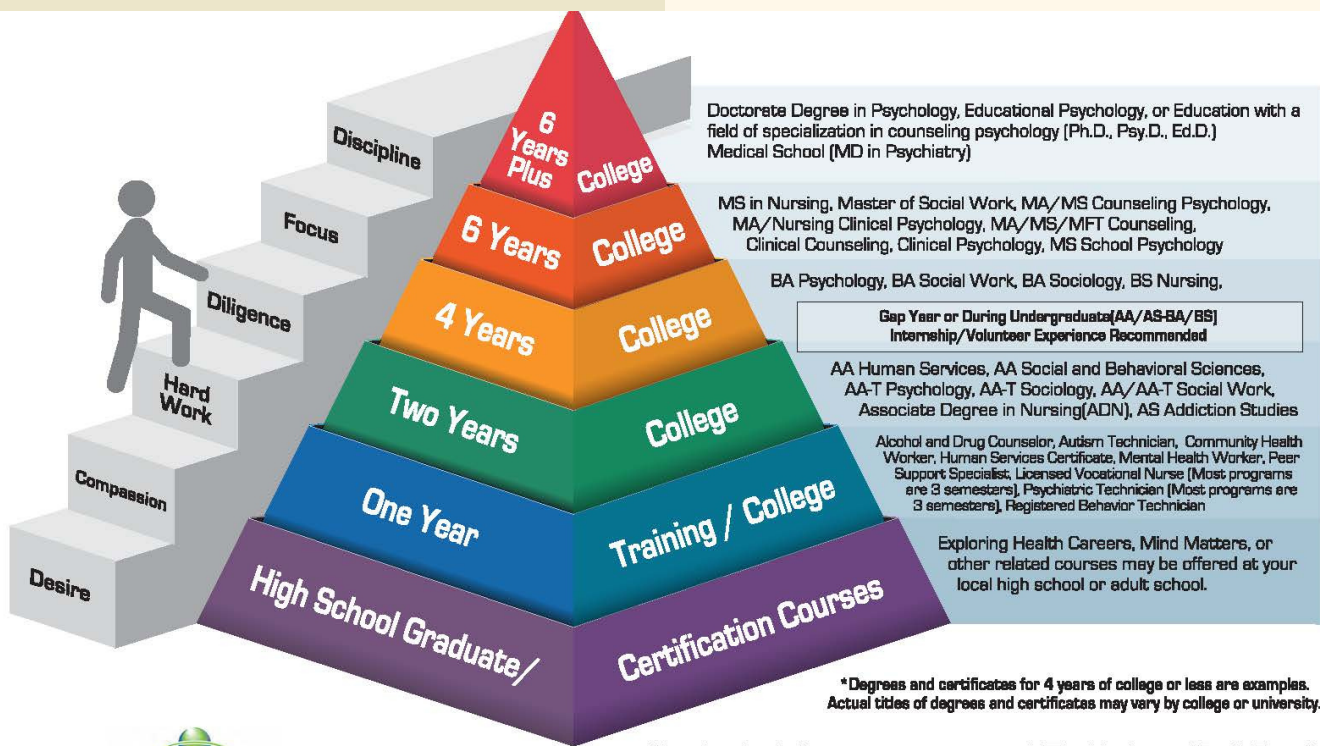 Discipline
Focus
Diligence
Hard
Work
Compassion
Desire
6
Years
Plus
College
6 Years
College
4 Years
College
Two Years
College
One Year
Training / College
High School Graduate/
Certification Courses
Doctorate Degree in Psychology, Educational Psychology, or Education with a
field of specialization in counseling psychology (Ph.D., Psy.D., Ed.D.)
Medical School (MD in Psychiatry)
MS in Nursing, Master of Social Work, MA/MS Counseling Psychology,
MA/Nursing Clinical Psychology, MA/MS/MFT Counseling,
Clinical Counseling, Clinical Psychology, MS School Psychology
BA Psychology, BA Social Work, BA Sociology, BS Nursing,
Gap Year or During Undergraduate(AA/AS-BA/BS)
Internship/Volunteer Experience Recommended
AA Human Services, AA Social and Behavioral Sciences,
AA-T Psychology, AA-T Sociology, AA/AA-T Social Work,
Associate Degree in Nursing(ADN), AS Addiction Studies
Alcohol and Drug Counselor, Autism Technician, Community Health
Worker, Human Services Certificate, Mental Health Worker, Peer
Support Specialist, Licensed Vocational Nurse (Most programs
are 3 semesters), Psychiatric Technician (Most programs are
3 semesters), Registered Behavior Technician
Exploring Health Careers, Mind Matters, or
other related courses may be offered at your
local high school or adult school.
*Degrees and certificates for 4 years of college or less are examples.
Actual titles of degrees and certificates may vary by college or university.